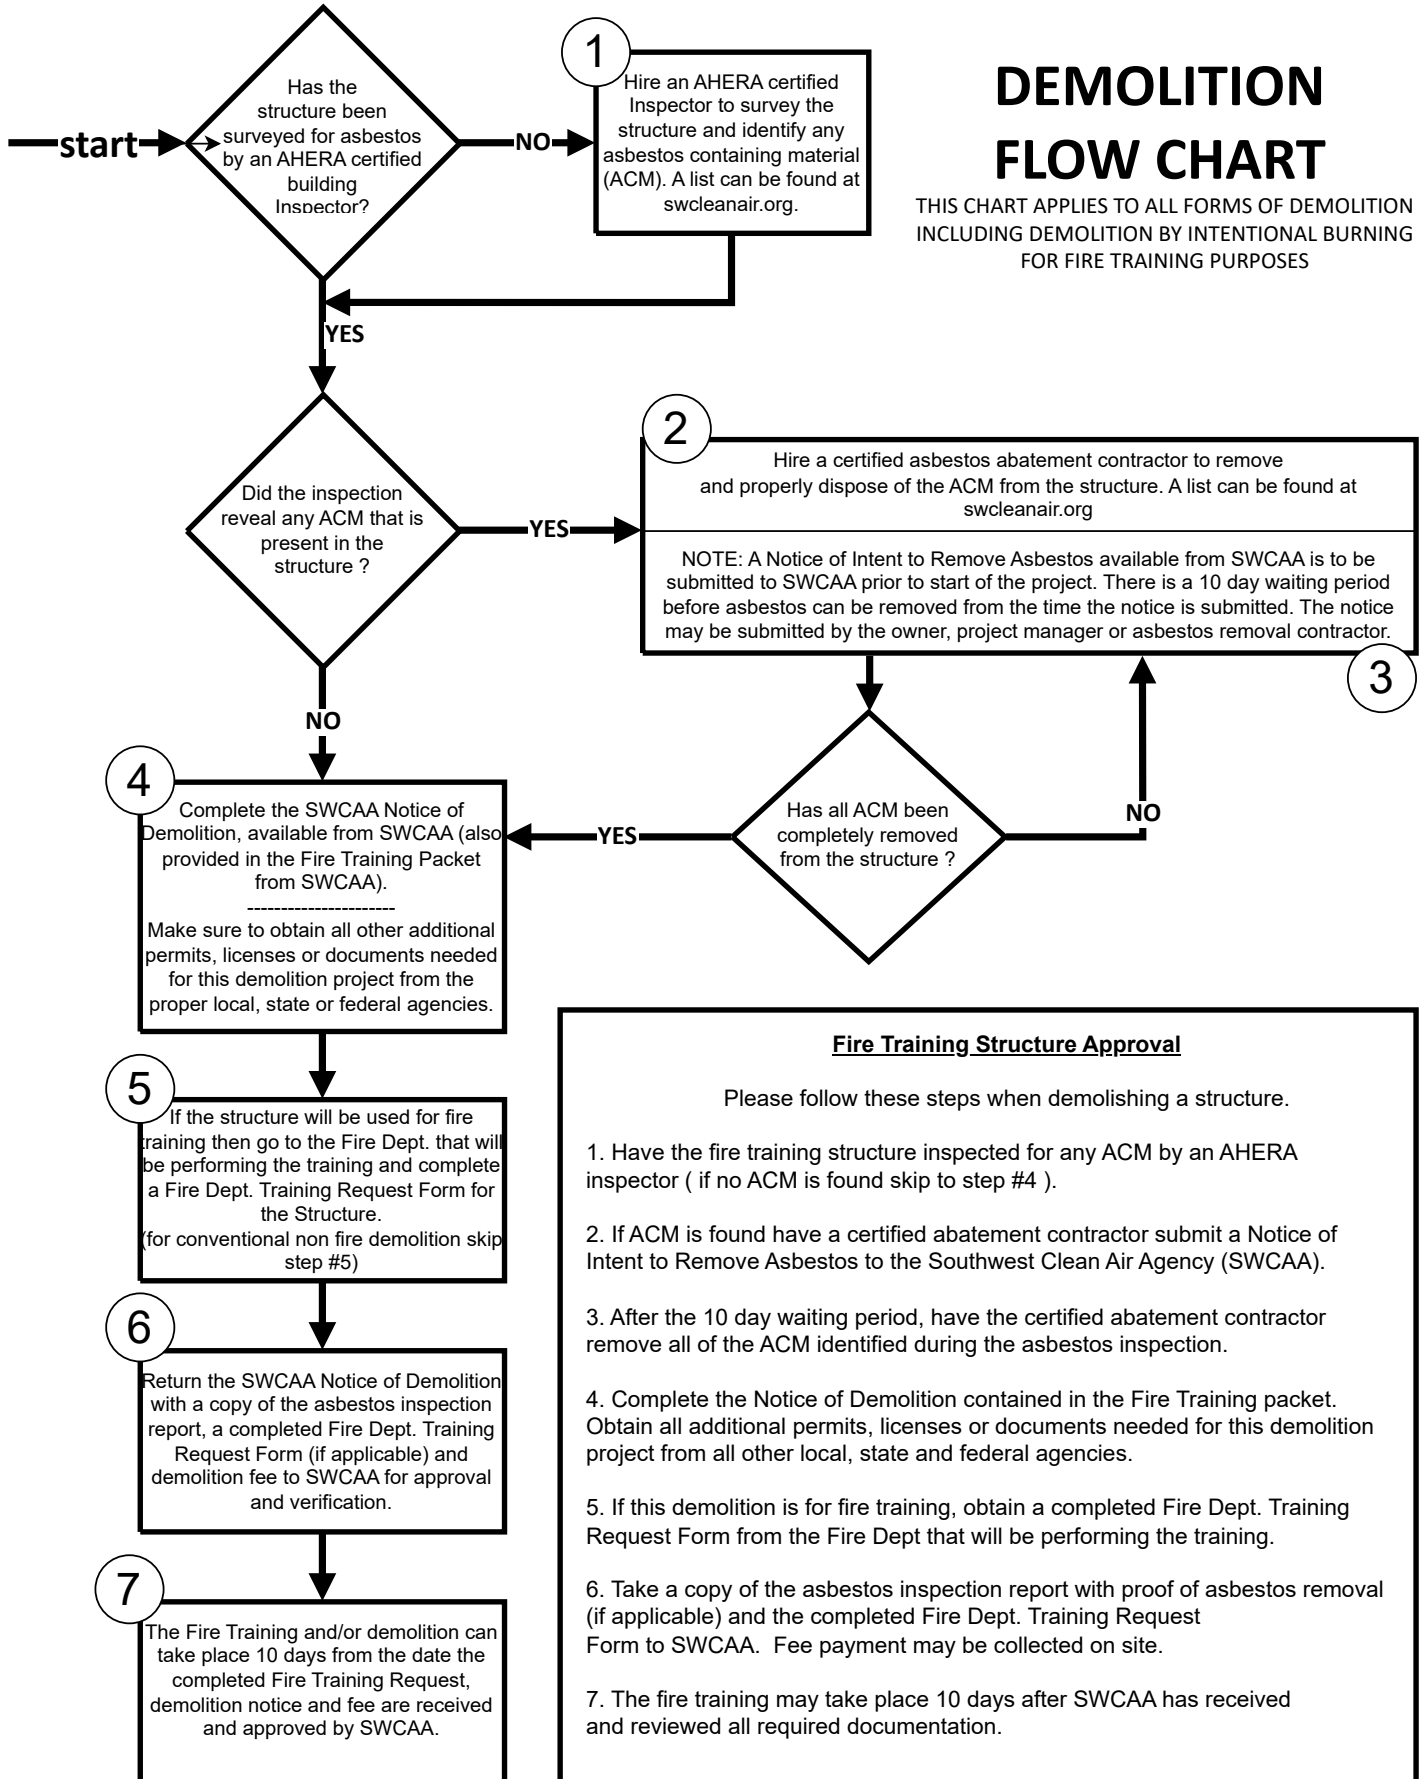 DEMOLITION
FLOW CHART
THIS CHART APPLIES TO ALL FORMS OF DEMOLITION
INCLUDING DEMOLITION BY INTENTIONAL BURNING
FOR FIRE TRAINING PURPOSES
start
Has the
structure been
surveyed for asbestos
by an AHERA certified
building
Inspector?
NO
1
Hire an AHERA certified
Inspector to survey the
structure and identify any
asbestos containing material
(ACM). A list can be found at
swcleanair.org.
YES
Did the inspection
reveal any ACM that is
present in the
structure ?
YES
2
Hire a certified asbestos abatement contractor to remove
and properly dispose of the ACM from the structure. A list can be found at
swcleanair.org
NOTE: A Notice of Intent to Remove Asbestos available from SWCAA is to be
submitted to SWCAA prior to start of the project. There is a 10 day waiting period
before asbestos can be removed from the time the notice is submitted. The notice
may be submitted by the owner, project manager or asbestos removal contractor.
3
NO
Has all ACM been
completely removed
from the structure ?
NO
YES
4
Complete the SWCAA Notice of
Demolition, available from SWCAA (also
provided in the Fire Training Packet
from SWCAA).
----------------------
Make sure to obtain all other additional
permits, licenses or documents needed
for this demolition project from the
proper local, state or federal agencies.
5
If the structure will be used for fire
training then go to the Fire Dept. that will
be performing the training and complete
a Fire Dept. Training Request Form for
the Structure.
(for conventional non fire demolition skip
step #5)
6
Return the SWCAA Notice of Demolition
with a copy of the asbestos inspection
report, a completed Fire Dept. Training
Request Form (if applicable) and
demolition fee to SWCAA for approval
and verification.
7
The Fire Training and/or demolition can
take place 10 days from the date the
completed Fire Training Request,
demolition notice and fee are received
and approved by SWCAA.
Fire Training Structure Approval
Please follow these steps when demolishing a structure.
1. Have the fire training structure inspected for any ACM by an AHERA
inspector ( if no ACM is found skip to step #4 ).
2. If ACM is found have a certified abatement contractor submit a Notice of
Intent to Remove Asbestos to the Southwest Clean Air Agency (SWCAA).
3. After the 10 day waiting period, have the certified abatement contractor
remove all of the ACM identified during the asbestos inspection.
4. Complete the Notice of Demolition contained in the Fire Training packet.
Obtain all additional permits, licenses or documents needed for this demolition
project from all other local, state and federal agencies.
5. If this demolition is for fire training, obtain a completed Fire Dept. Training
Request Form from the Fire Dept that will be performing the training.
6. Take a copy of the asbestos inspection report with proof of asbestos removal
(if applicable) and the completed Fire Dept. Training Request
Form to SWCAA.  Fee payment may be collected on site.
7. The fire training may take place 10 days after SWCAA has received
and reviewed all required documentation.